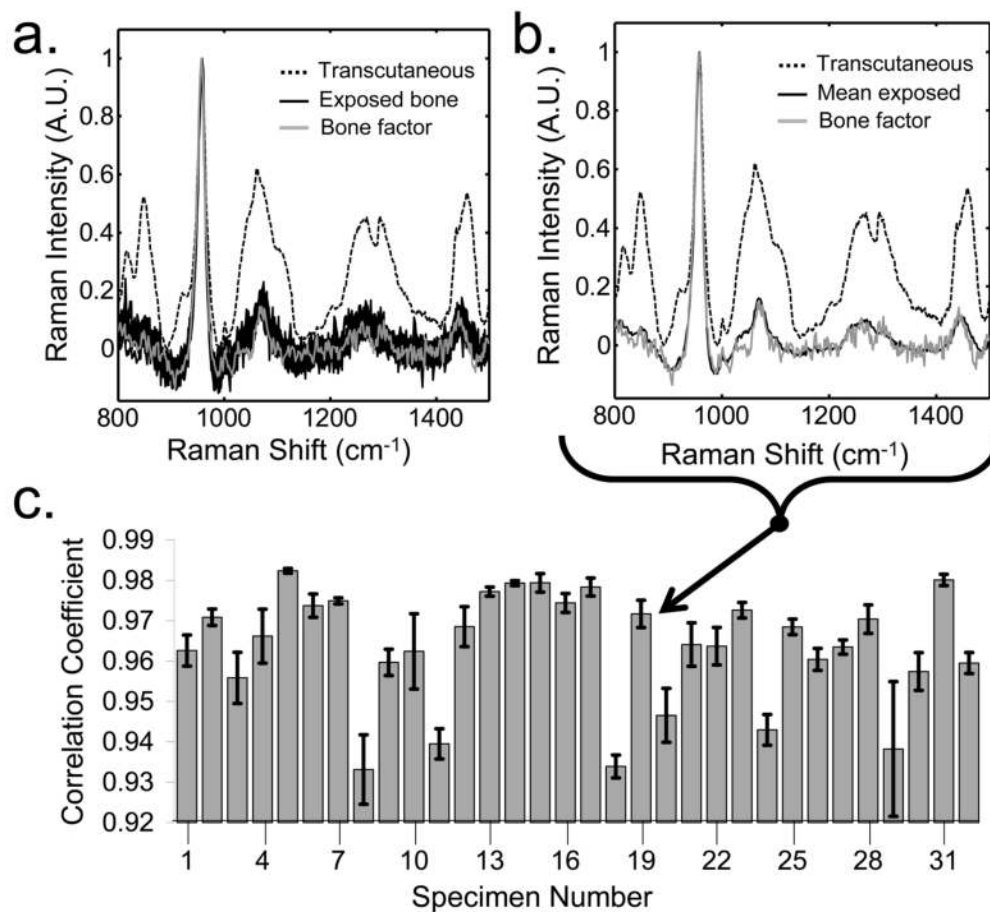 a.
Raman Intensity (A.U.)
1
0.8
0.6
0.4
0.2
0
Transcutaneous
Exposed bone
Bone factor
800 1000 1200 1400
Raman Shift (cm-1)
b.
Raman Intensity (A.U.)
1
0.8
0.6
0.4
0.2
0
Transcutaneous
Mean exposed
Bone factor
800 1000 1200 1400
Raman Shift (cm-1)
c.
Correlation Coefficient
0.99
0.98
0.97
0.96
0.95
0.94
0.93
0.92
1 4 7 10 13 16 19 22 25 28 31
Specimen Number